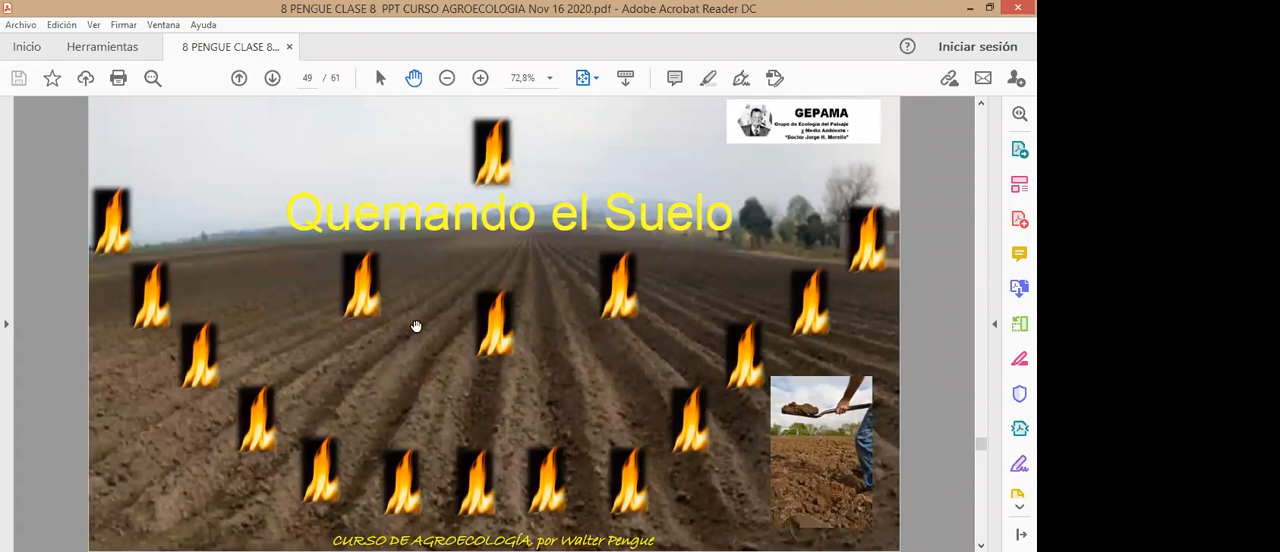 8 PENGUE CLASE 8 PPT CURSO AGROECOLOGIA Nov 16 2020.pdf - Adobe Acrobat Reader DC
Archivo Edición Ver Firmar Ventana Ayuda
Inicio Herramientas 8 PENGUE CLASE 8... × Iniciar sesión
49 / 61 72,8%
GEPAMA
Grupo de Ecología del Paisaje
y Medio Ambiente -
"Doctor Jorge H. Morello"
Quemando el Suelo
CURSO DE AGROECOLOGÍA, por Walter Pengue